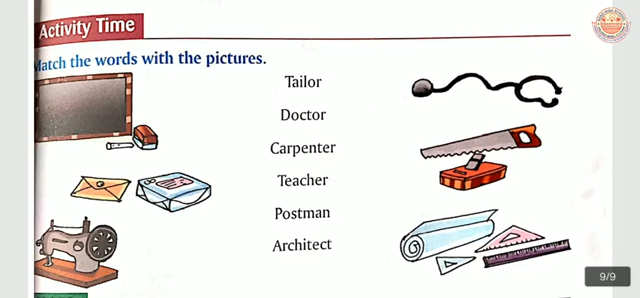 Activity Time
Match the words with the pictures.
Tailor
Doctor
Carpenter
Teacher
Postman
Architect
9/9